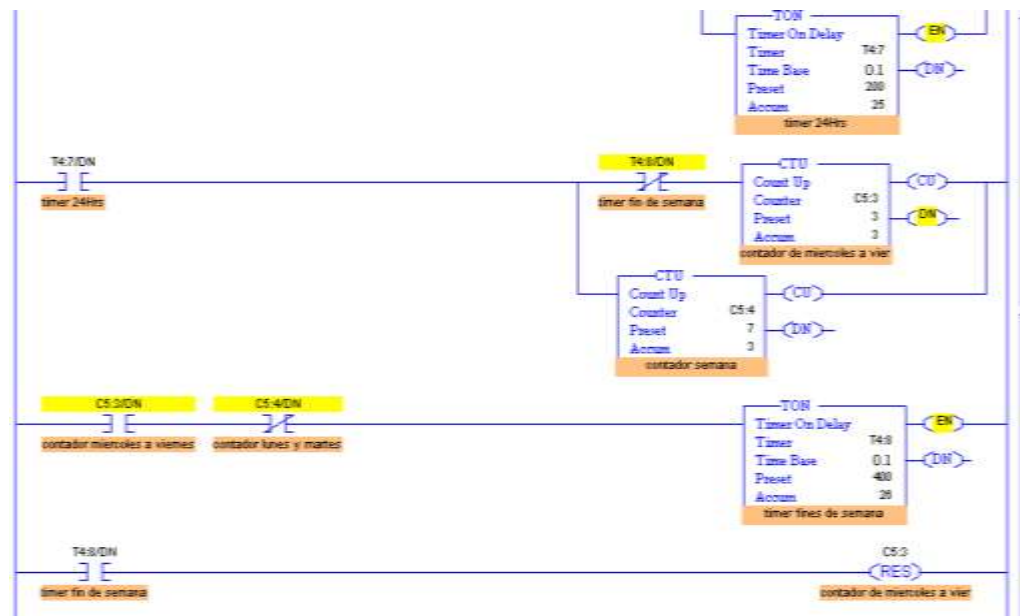 TON
Timer On Delay
Timer T4:7
Time Base 0.1
Preset 200
Accum 25
EN
DN
timer 24Hrs
T4:7/DN
timer 24Hrs
T4:8/DN
timer fin de semana
CTU
Count Up
Counter C5:3
Preset 3
Accum 3
CU
DN
contador de miercoles a vier
CTU
Count Up
Counter C5:4
Preset 7
Accum 3
CU
DN
contador semana
C5:3/DN
contador miercoles a viernes
C5:4/DN
contador lunes y martes
TON
Timer On Delay
Timer T4:8
Time Base 0.1
Preset 400
Accum 26
EN
DN
timer fines de semana
T4:8/DN
timer fin de semana
C5:3
RES
contador de miercoles a vier